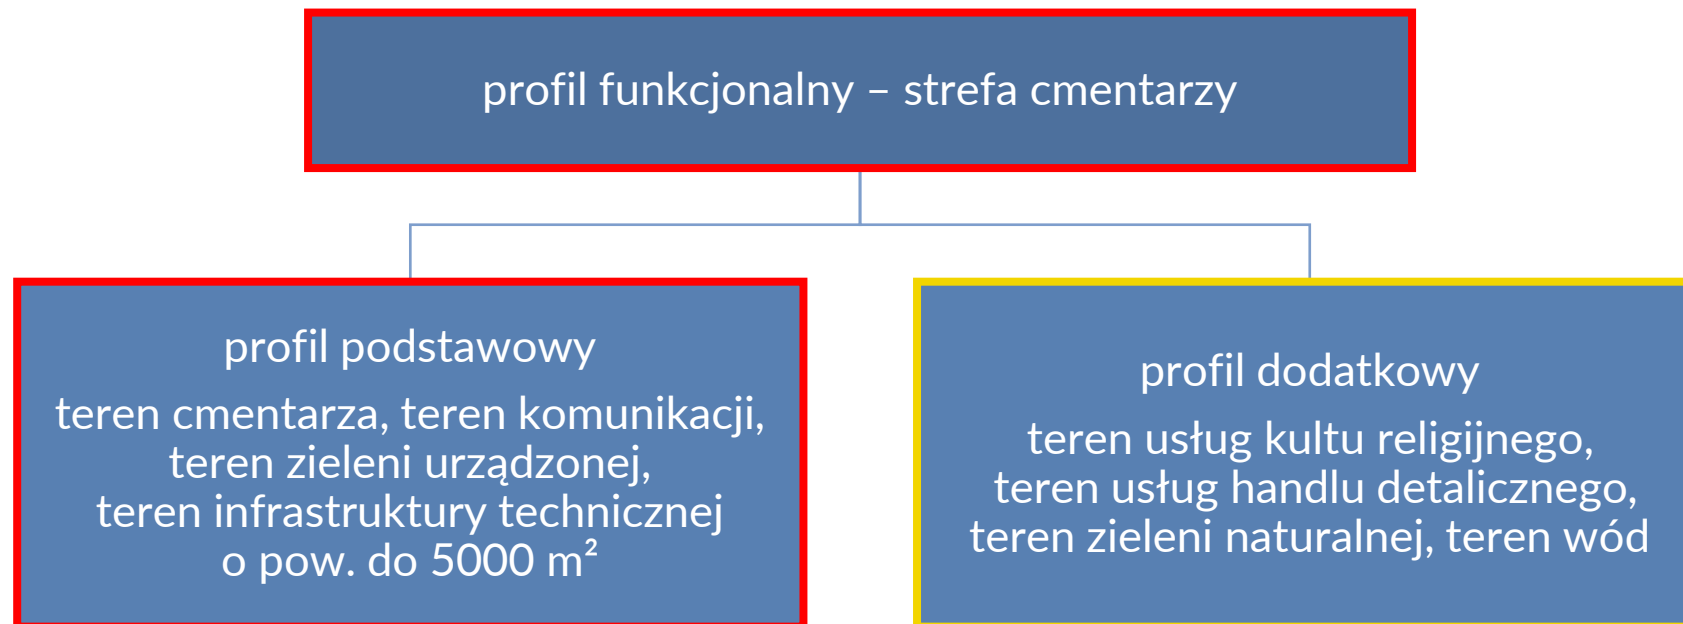 profil funkcjonalny – strefa cmentarzy
profil podstawowy
teren cmentarza, teren komunikacji,
teren zieleni urządzonej,
teren infrastruktury technicznej
o pow. do 5000 m²
profil dodatkowy
teren usług kultu religijnego,
teren usług handlu detalicznego,
teren zieleni naturalnej, teren wód